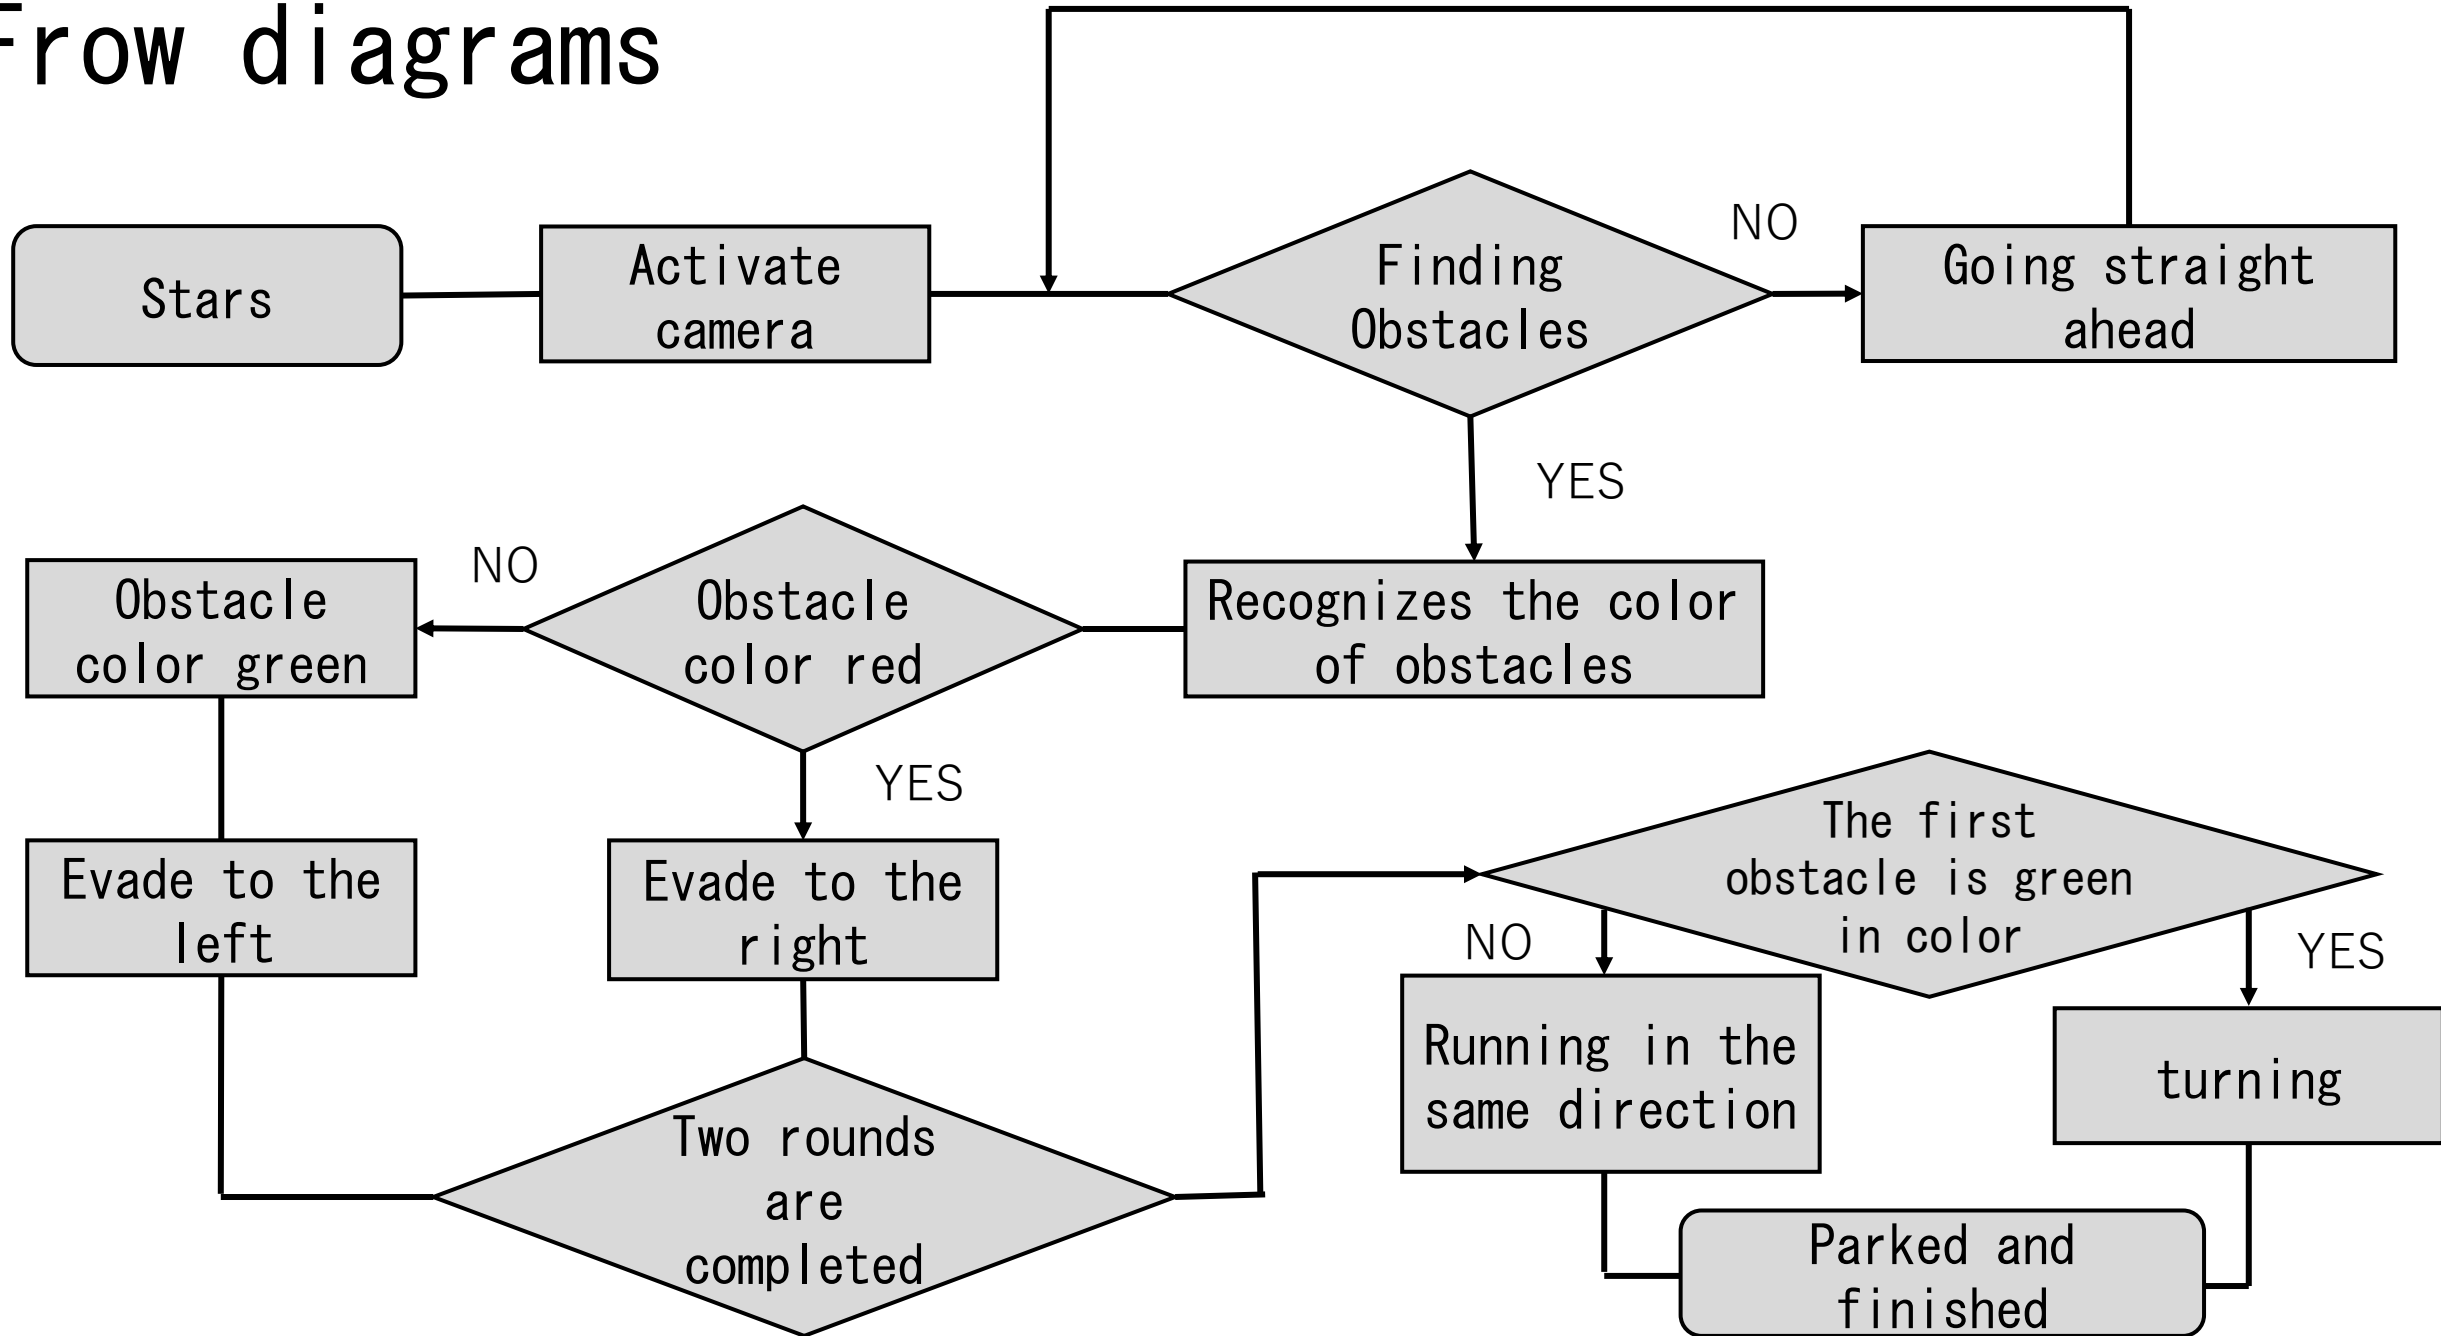 Frow diagrams
Stars
Activate
camera
Finding
Obstacles
NO
Going straight
ahead
YES
Obstacle
color green
NO
Obstacle
color red
Recognizes the color
of obstacles
YES
Evade to the
left
Evade to the
right
The first
obstacle is green
in color
NO
YES
Running in the
same direction
turning
Two rounds
are
completed
Parked and
finished